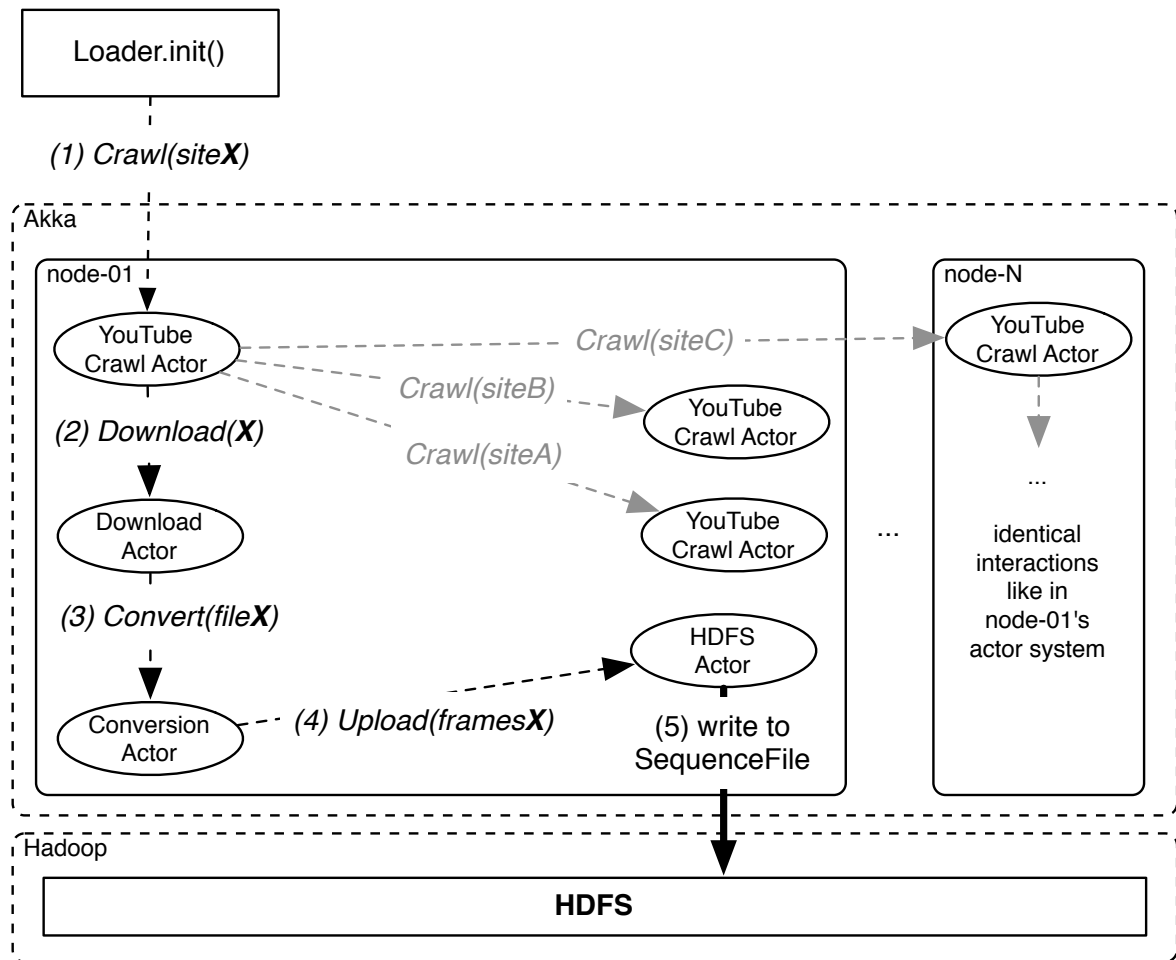 Loader.init()
(1) Crawl(siteX)
Akka
node-01
node-N
YouTube
Crawl Actor
Crawl(siteC)
YouTube
Crawl Actor
Crawl(siteB)
YouTube
Crawl Actor
(2) Download(X)
Crawl(siteA)
...
Download
Actor
YouTube
Crawl Actor
...
identical
interactions
like in
node-01's
actor system
(3) Convert(fileX)
HDFS
Actor
Conversion
Actor
(4) Upload(framesX)
(5) write to
SequenceFile
Hadoop
HDFS